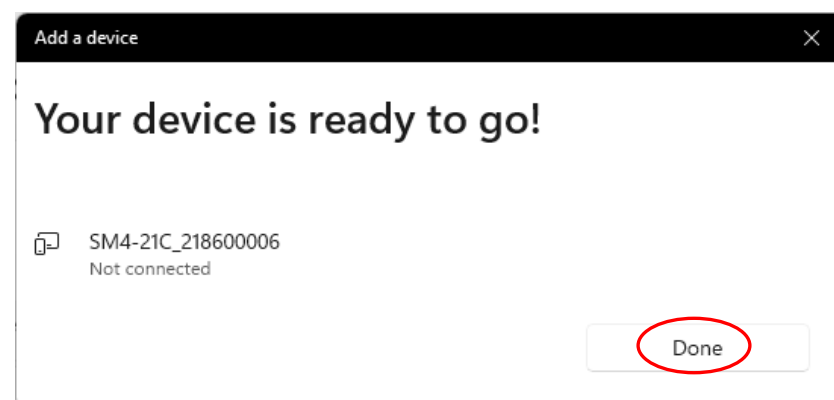 Add a device
Your device is ready to go!
SM4-21C_218600006
Not connected
Done